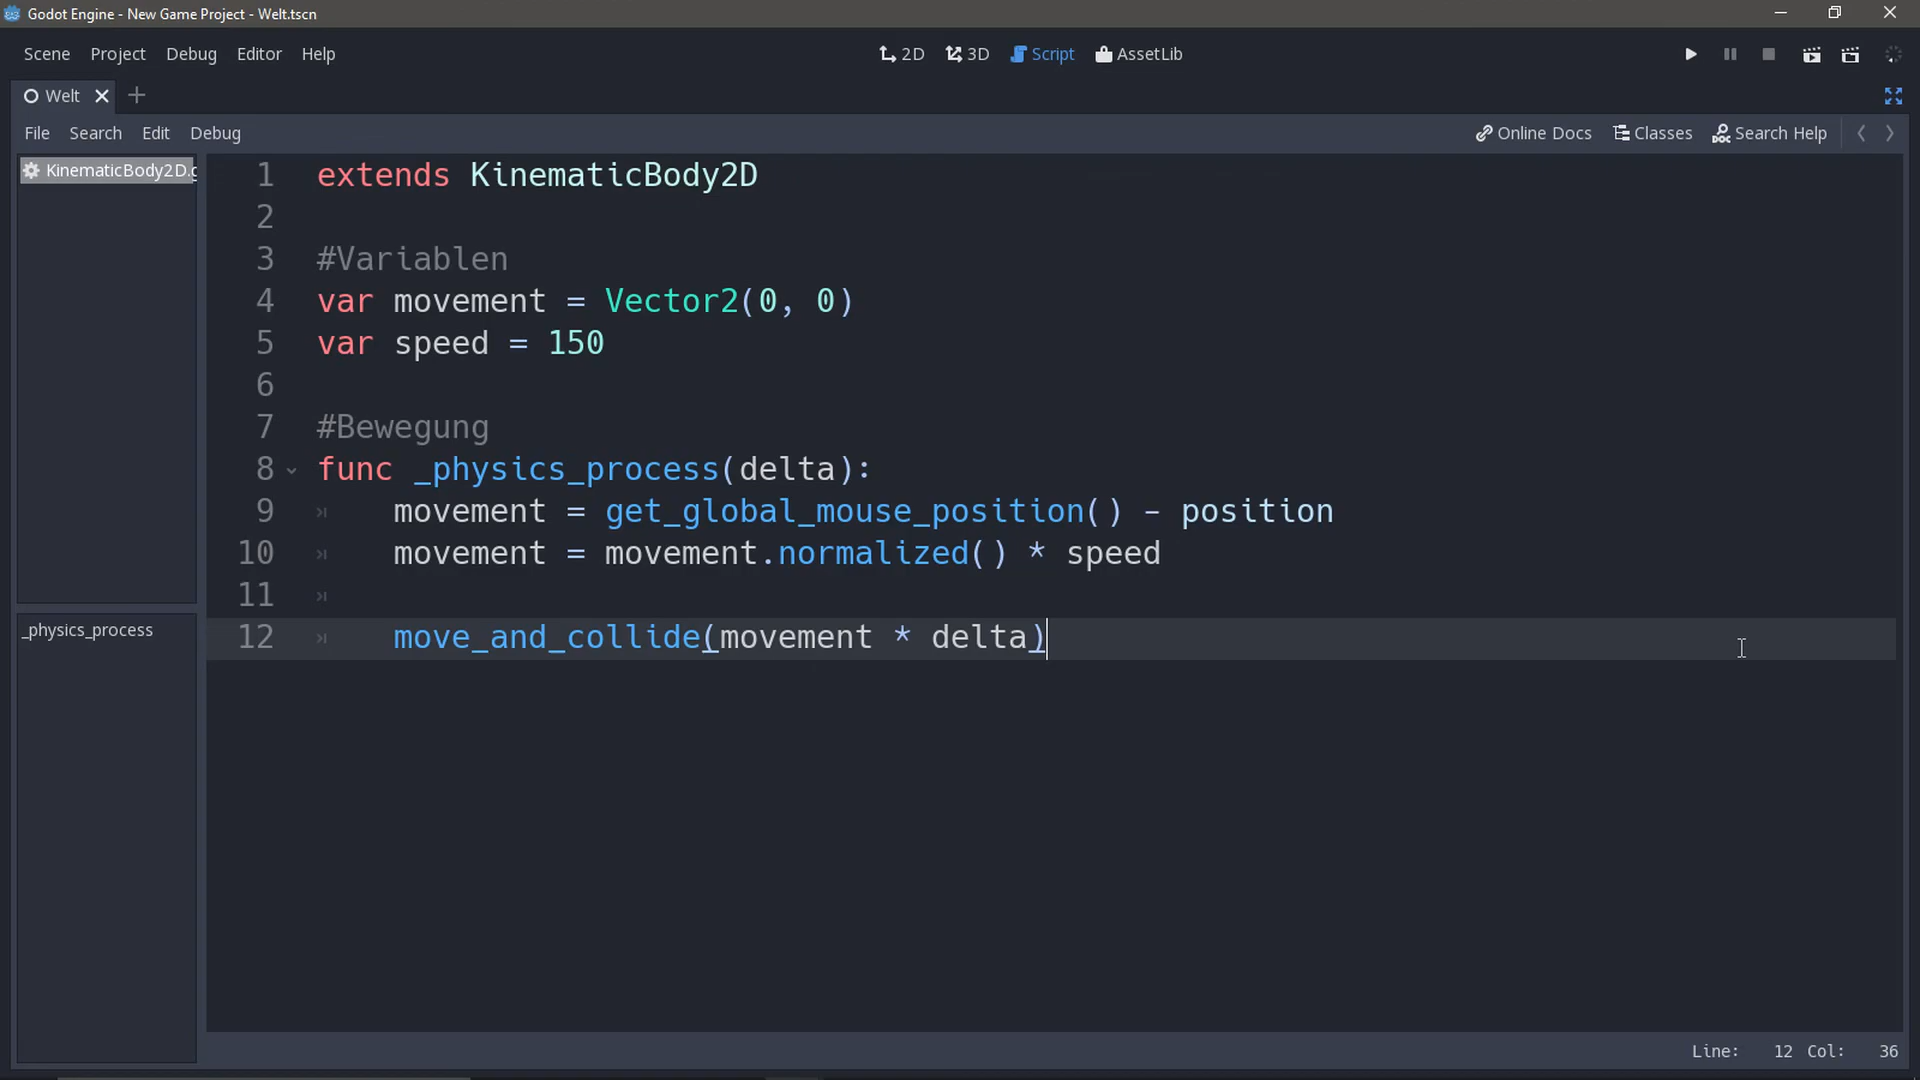 Godot Engine - New Game Project - Welt.tscn
Scene Project Debug Editor Help 2D 3D Script AssetLib
Welt
File Search Edit Debug Online Docs Classes Search Help
KinematicBody2D.g
1 extends KinematicBody2D
2
3 #Variablen
4 var movement = Vector2(0, 0)
5 var speed = 150
6
7 #Bewegung
8 func _physics_process(delta):
9 movement = get_global_mouse_position() - position
10 movement = movement.normalized() * speed
11
12 move_and_collide(movement * delta)
_physics_process
Line: 12 Col: 36